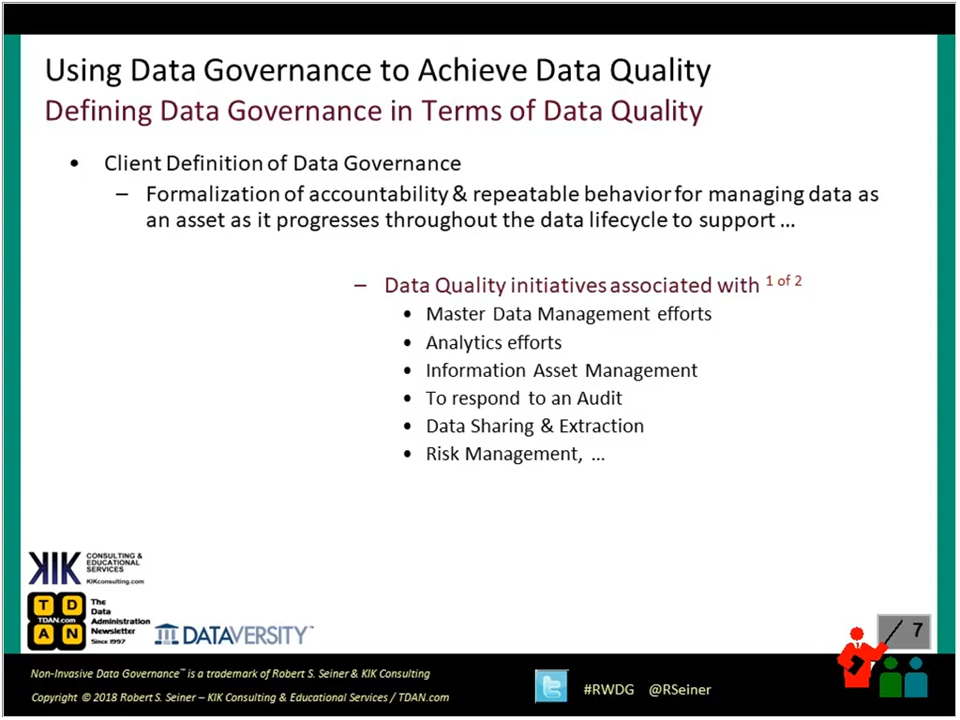 Using Data Governance to Achieve Data Quality
Defining Data Governance in Terms of Data Quality
• Client Definition of Data Governance
– Formalization of accountability & repeatable behavior for managing data as
an asset as it progresses throughout the data lifecycle to support ...
– Data Quality initiatives associated with 1 of 2
• Master Data Management efforts
• Analytics efforts
• Information Asset Management
• To respond to an Audit
• Data Sharing & Extraction
• Risk Management, ...
KIK
CONSULTING &
EDUCATIONAL
SERVICES
KIKconsulting.com
T D
TDAN.com
A N
The
Data
Administration
Newsletter
Since 1997
DATAVERSITY™
7
Non-Invasive Data Governance™ is a trademark of Robert S. Seiner & KIK Consulting
Copyright © 2018 Robert S. Seiner – KIK Consulting & Educational Services / TDAN.com
#RWDG @RSeiner